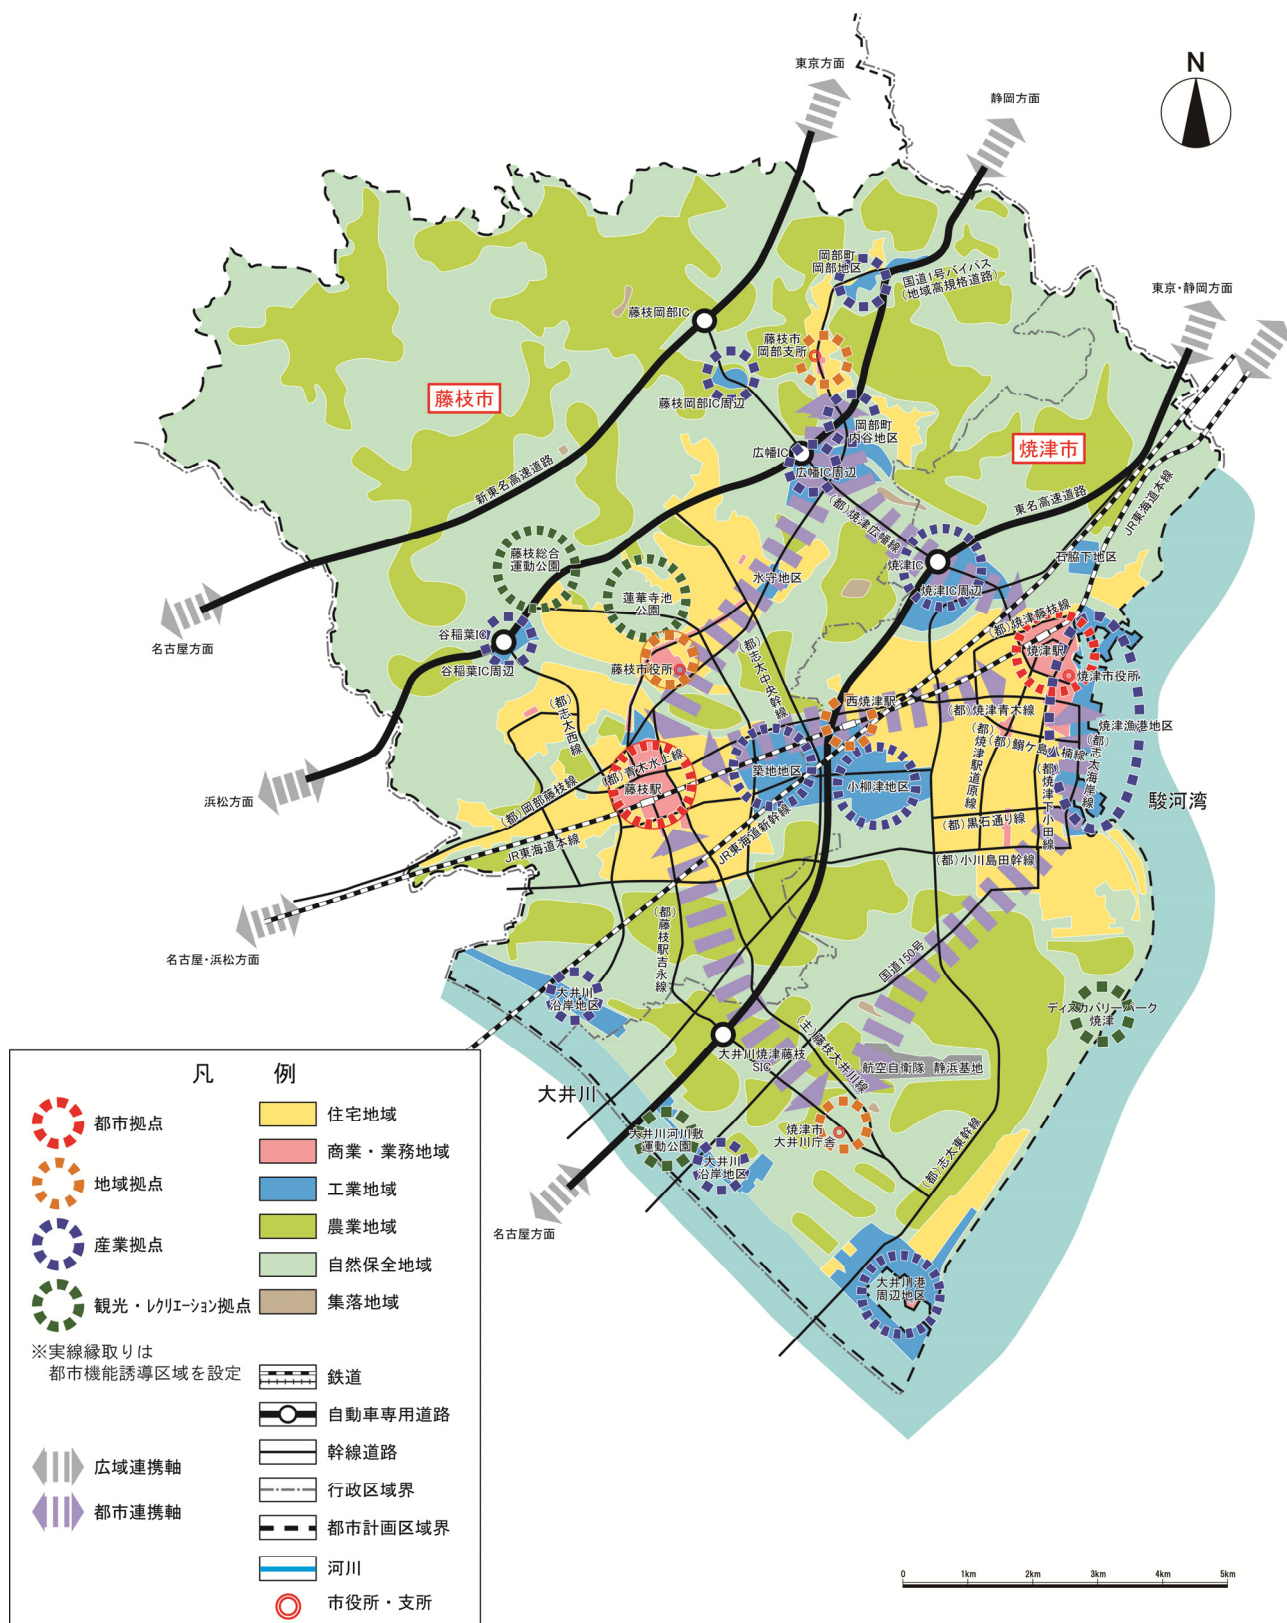 N
東京方面
静岡方面
東京・静岡方面
岡部町
岡部地区
国道1号バイパス
(地域高規格道路)
藤枝岡部IC
藤枝市
岡部支所
藤枝市
藤枝岡部IC周辺
岡部町
内谷地区
焼津市
広幡IC
広幡IC周辺
新東名高速道路
(都)焼津広幡線
東名高速道路
JR東海道本線
藤枝総合
運動公園
石脇下地区
焼津IC
水守地区
焼津IC周辺
蓮華寺池
公園
(都)焼津藤枝線
名古屋方面
谷稲葉IC
谷稲葉IC周辺
藤枝市役所
(都)志太中央幹線
焼津駅
焼津市役所
西焼津駅
(都)志太西線
(都)焼津青木線
焼津漁港地区
(都)焼津駅道原線
(都)鰯ケ島八楠線
(都)志太海岸線
(都)青木水上線
築地地区
藤枝駅
小柳津地区
(都)焼津下小田線
浜松方面
(都)岡部藤枝線
駿河湾
JR東海道新幹線
(都)黒石通り線
JR東海道本線
(都)小川島田幹線
(都)藤枝駅吉永線
国道150号
名古屋・浜松方面
大井川
沿岸地区
ディスカバリーパーク
焼津
(主)藤枝大井川線
大井川焼津藤枝
SIC
航空自衛隊 静浜基地
大井川
大井川河川敷
運動公園
焼津市
大井川庁舎
大井川
沿岸地区
(都)志太東幹線
名古屋方面
大井川港
周辺地区
凡 例
都市拠点
地域拠点
産業拠点
観光・レクリエーション拠点
※実線縁取りは
都市機能誘導区域を設定
広域連携軸
都市連携軸
住宅地域
商業・業務地域
工業地域
農業地域
自然保全地域
集落地域
鉄道
自動車専用道路
幹線道路
行政区域界
都市計画区域界
河川
市役所・支所
0 1km 2km 3km 4km 5km